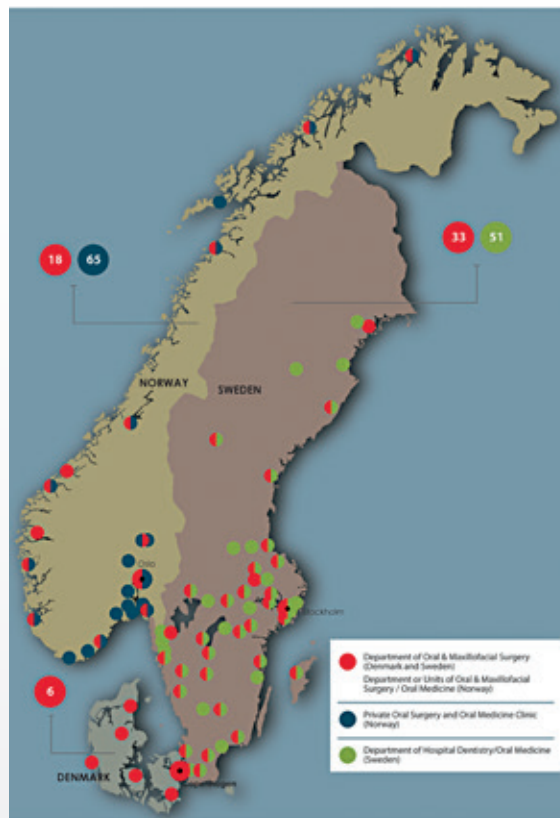 18
65
33
51
NORWAY
SWEDEN
Oslo
Stockholm
6
DENMARK
Copenhagen
Department of Oral & Maxillofacial Surgery
(Denmark and Sweden)
Department or Units of Oral & Maxillofacial
Surgery / Oral Medicine (Norway)
Private Oral Surgery and Oral Medicine Clinic
(Norway)
Department of Hospital Dentistry/Oral Medicine
(Sweden)